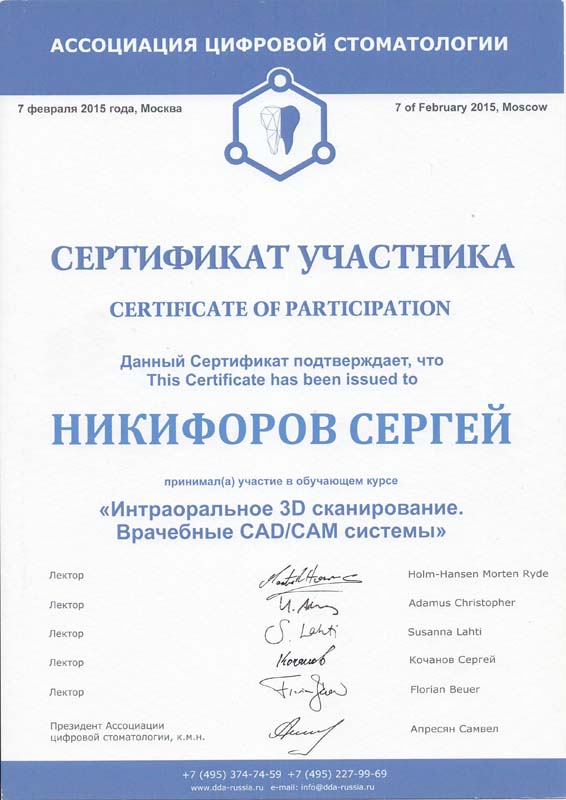 АССОЦИАЦИЯ ЦИФРОВОЙ СТОМАТОЛОГИИ
7 февраля 2015 года, Москва
7 of February 2015, Moscow
СЕРТИФИКАТ УЧАСТНИКА
CERTIFICATE OF PARTICIPATION
Данный Сертификат подтверждает, что
This Certificate has been issued to
НИКИФОРОВ СЕРГЕЙ
принимал(а) участие в обучающем курсе
«Интраоральное 3D сканирование.
Врачебные CAD/CAM системы»
Лектор Holm-Hansen Morten Ryde
Лектор Adamus Christopher
Лектор S. Lahti Susanna Lahti
Лектор Кочанов Кочанов Сергей
Лектор Florian Beuer
Президент Ассоциации
цифровой стоматологии, к.м.н. Апресян Самвел
+7 (495) 374-74-59 +7 (495) 227-99-69
www.dda-russia.ru e-mail: info@dda-russia.ru